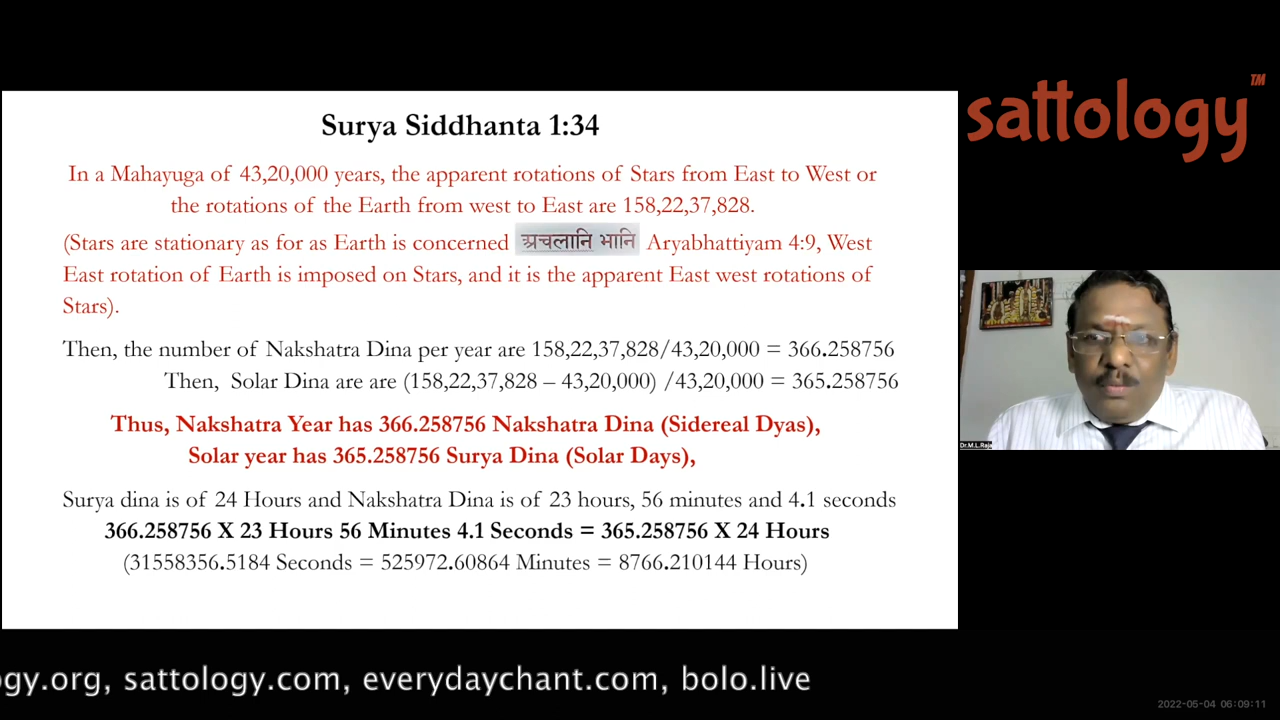 Surya Siddhanta 1:34
In a Mahayuga of 43,20,000 years, the apparent rotations of Stars from East to West or
the rotations of the Earth from west to East are 158,22,37,828.
(Stars are stationary as for as Earth is concerned अचलानि भानि Aryabhattiyam 4:9, West
East rotation of Earth is imposed on Stars, and it is the apparent East west rotations of
Stars).
Then, the number of Nakshatra Dina per year are 158,22,37,828/43,20,000 = 366.258756
Then, Solar Dina are are (158,22,37,828 – 43,20,000) /43,20,000 = 365.258756
Thus, Nakshatra Year has 366.258756 Nakshatra Dina (Sidereal Dyas),
Solar year has 365.258756 Surya Dina (Solar Days),
Surya dina is of 24 Hours and Nakshatra Dina is of 23 hours, 56 minutes and 4.1 seconds
366.258756 X 23 Hours 56 Minutes 4.1 Seconds = 365.258756 X 24 Hours
(31558356.5184 Seconds = 525972.60864 Minutes = 8766.210144 Hours)
sattology™
Dr.M.L.Raja
ogy.org, sattology.com, everydaychant.com, bolo.live
2022-05-04 06:09:11